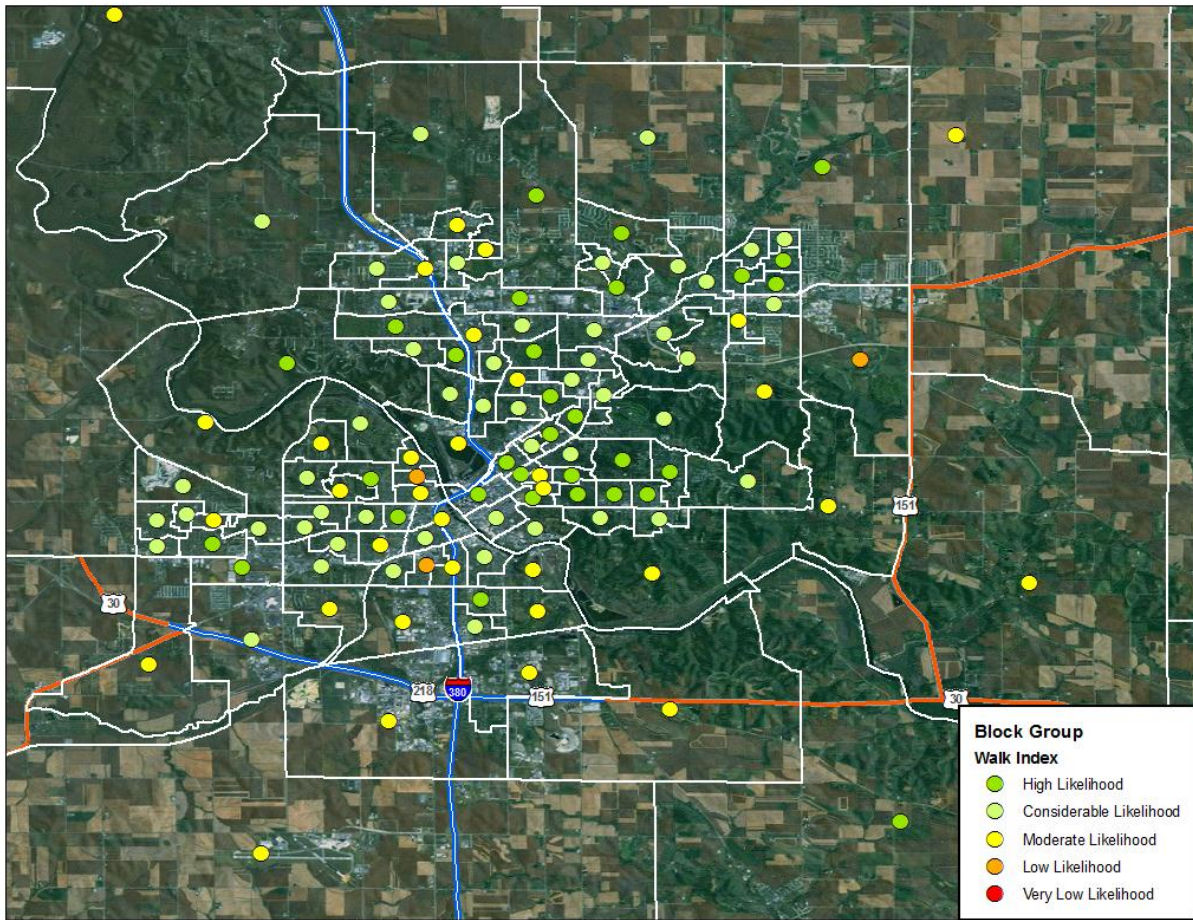 151
30
218
380
151
30
Block Group
Walk Index
High Likelihood
Considerable Likelihood
Moderate Likelihood
Low Likelihood
Very Low Likelihood